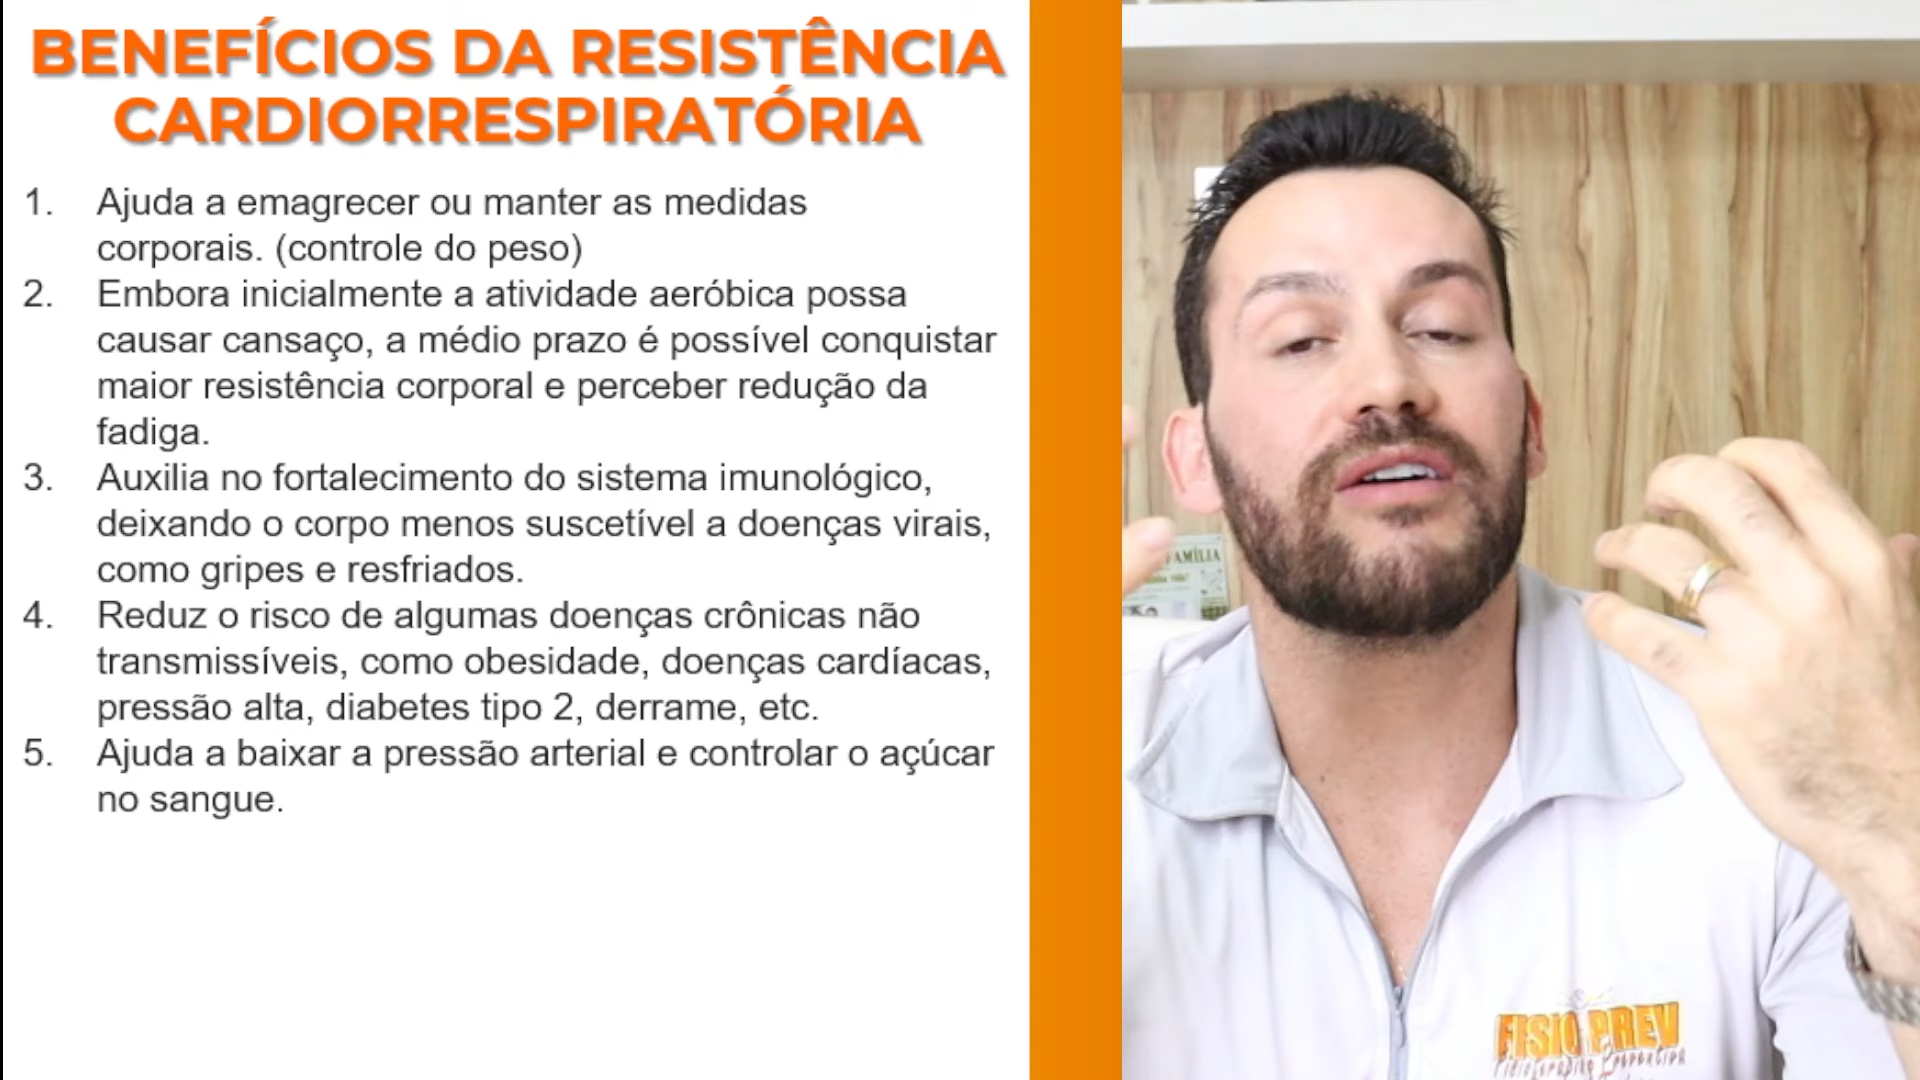 BENEFÍCIOS DA RESISTÊNCIA
CARDIORRESPIRATÓRIA
1. Ajuda a emagrecer ou manter as medidas
corporais. (controle do peso)
2. Embora inicialmente a atividade aeróbica possa
causar cansaço, a médio prazo é possível conquistar
maior resistência corporal e perceber redução da
fadiga.
3. Auxilia no fortalecimento do sistema imunológico,
deixando o corpo menos suscetível a doenças virais,
como gripes e resfriados.
4. Reduz o risco de algumas doenças crônicas não
transmissíveis, como obesidade, doenças cardíacas,
pressão alta, diabetes tipo 2, derrame, etc.
5. Ajuda a baixar a pressão arterial e controlar o açúcar
no sangue.
FISIO PREV